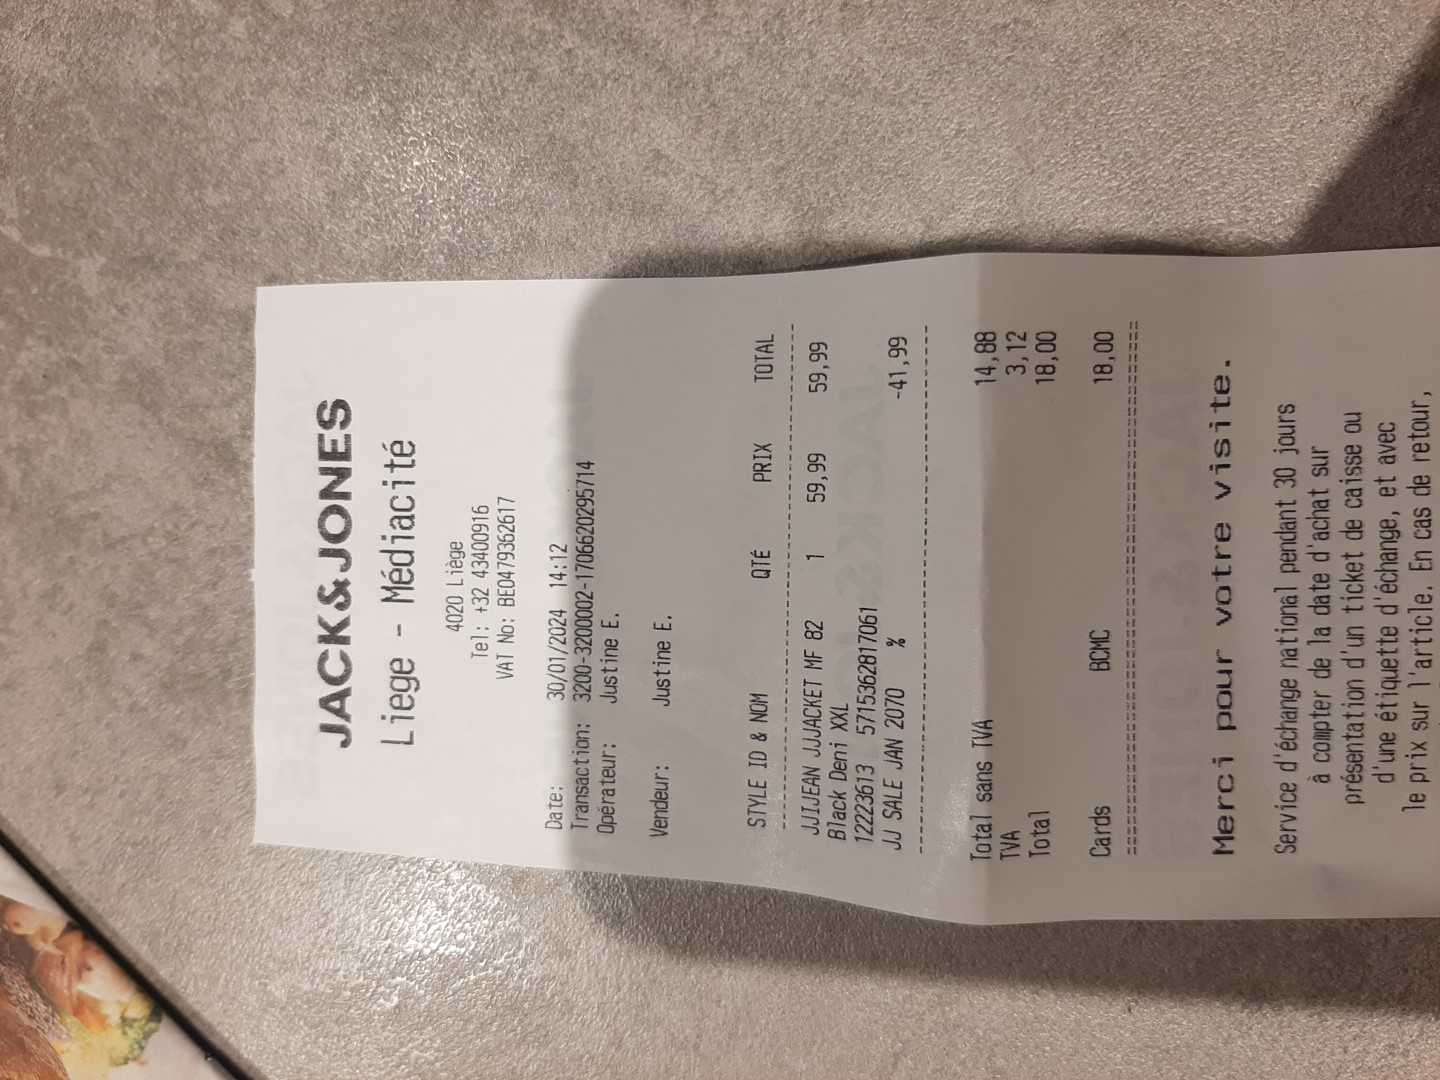 JACK&JONES
Liege - Médiacité
4020 Liège
Tel: +32 43400916
VAT No: BE0479362617
Date: 30/01/2024 14:12
Transaction: 3200-3200002-1706620295714
Opérateur: Justine E.
Vendeur: Justine E.
STYLE ID & NOM QTÉ PRIX TOTAL
JJIJEAN JJJACKET MF 82 1 59,99 59,99
Black Deni XXL
12223613 5715362817061
JJ SALE JAN 2070 % -41,99
Total sans TVA 14,88
TVA 3,12
Total 18,00
Cards BCMC 18,00
Merci pour votre visite.
Service d'échange national pendant 30 jours
à compter de la date d'achat sur
présentation d'un ticket de caisse ou
d'une étiquette d'échange, et avec
le prix sur l'article. En cas de retour,